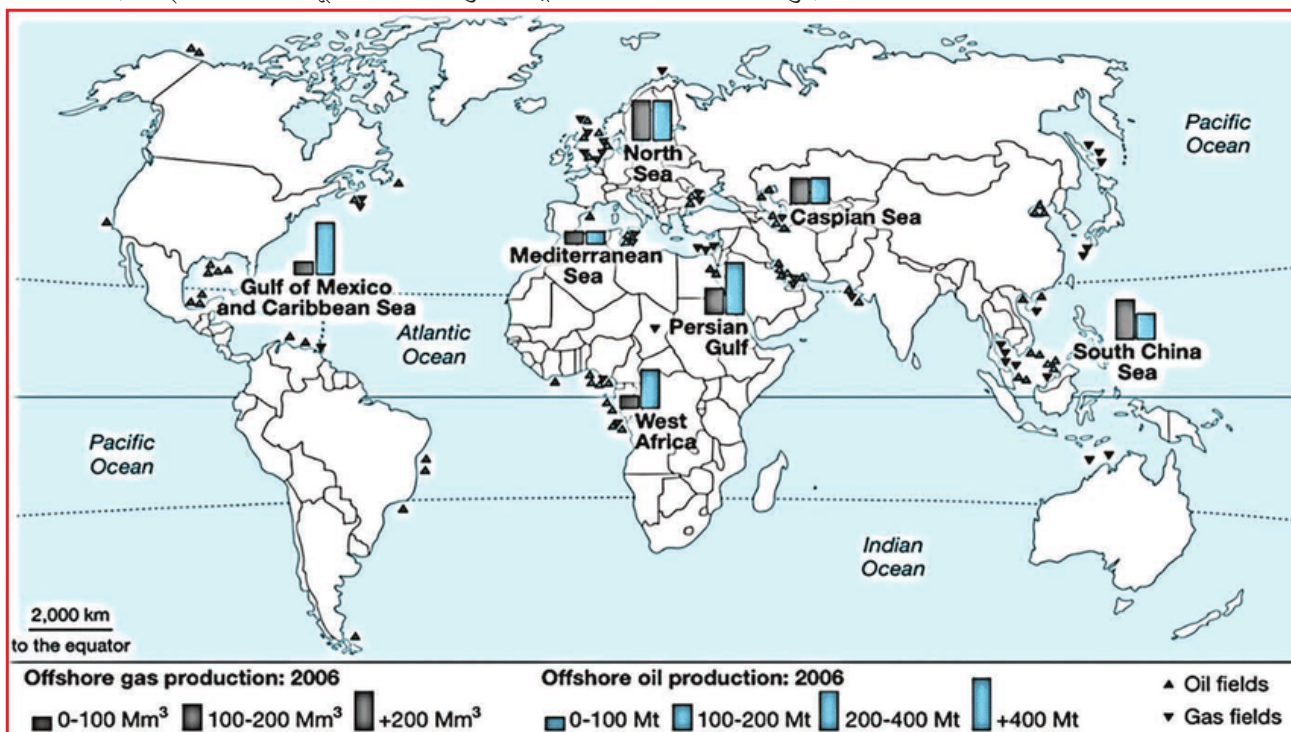 North
Sea
Pacific
Ocean
Caspian Sea
Mediterranean
Sea
Gulf of Mexico
and Caribbean Sea
Atlantic
Ocean
Persian
Gulf
South China
Sea
West
Africa
Pacific
Ocean
Indian
Ocean
2,000 km
to the equator
Offshore gas production: 2006
0-100 Mm³ 100-200 Mm³ +200 Mm³
Offshore oil production: 2006
0-100 Mt 100-200 Mt 200-400 Mt +400 Mt
Oil fields
Gas fields